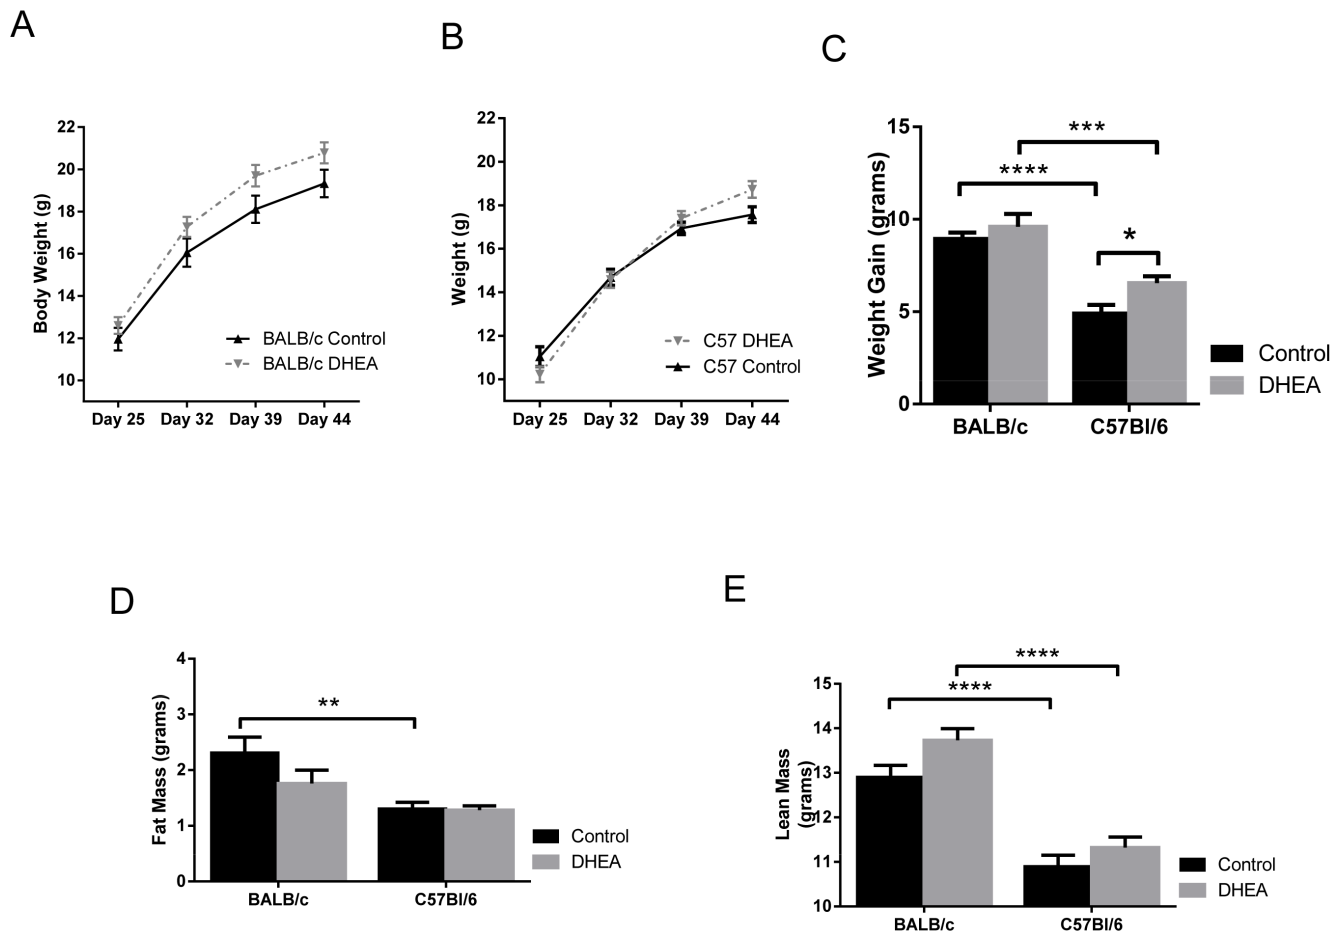 A
B
C
22
20
18
16
14
12
10
Body Weight (g)
BALB/c Control
BALB/c DHEA
Day 25 Day 32 Day 39 Day 44
22
20
18
16
14
12
10
Weight (g)
C57 DHEA
C57 Control
Day 25 Day 32 Day 39 Day 44
15
10
5
0
Weight Gain (grams)
***
****
*
Control
DHEA
BALB/c C57Bl/6
D
E
4
3
2
1
0
Fat Mass (grams)
**
Control
DHEA
BALB/c C57Bl/6
15
14
13
12
11
10
Lean Mass
(grams)
****
****
Control
DHEA
BALB/c C57Bl/6